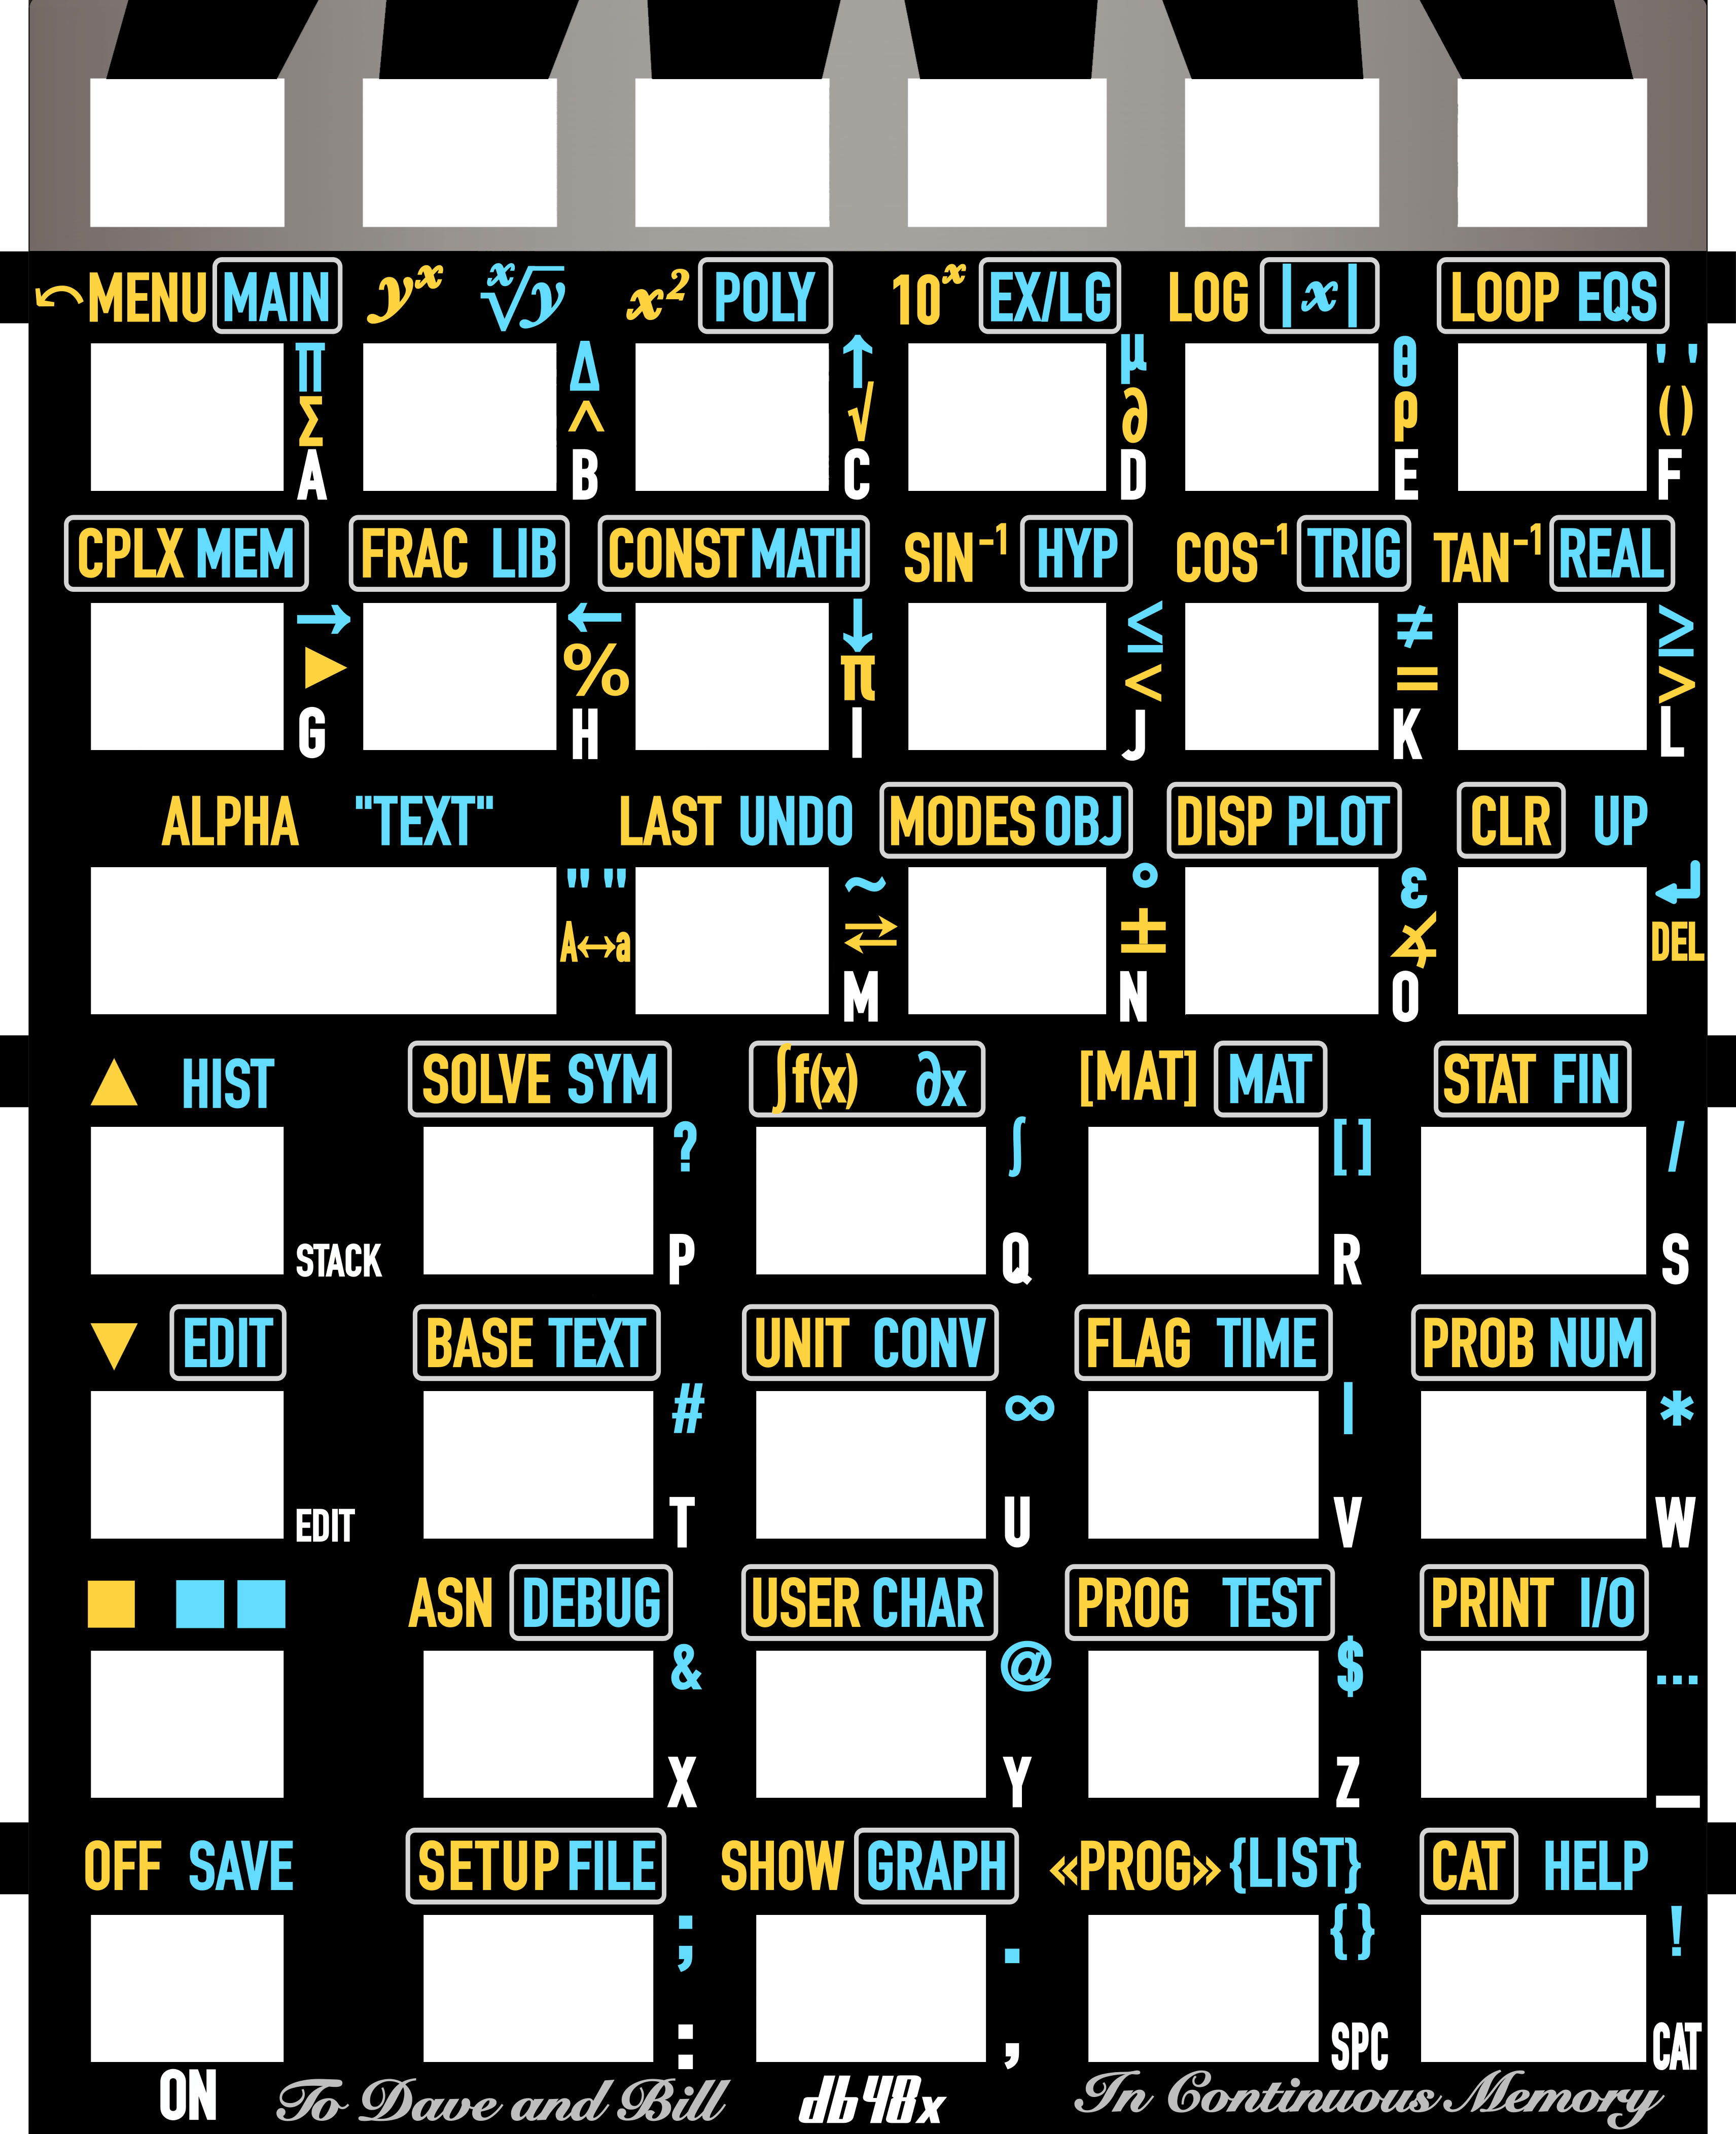 MENU MAIN yˣ ˣ√y x² POLY 10ˣ EX/LG LOG |x| LOOP EQS
Π Δ ↑ µ θ ' '
Σ ^ √ ∂ ρ ()
A B C D E F
CPLX MEM FRAC LIB CONST MATH SIN⁻¹ HYP COS⁻¹ TRIG TAN⁻¹ REAL
→ ← ↓ ≤ ≠ ≥
▶ % π < = >
G H I J K L
ALPHA "TEXT" LAST UNDO MODES OBJ DISP PLOT CLR UP
" " ~ ° ε ↲
A↔a ⇄ ± ∡ DEL
M N O
▲ HIST SOLVE SYM ∫f(x) ∂x [MAT] MAT STAT FIN
? ∫ [] /
STACK P Q R S
▼ EDIT BASE TEXT UNIT CONV FLAG TIME PROB NUM
# ∞ | *
EDIT T U V W
■ ■■ ASN DEBUG USER CHAR PROG TEST PRINT I/O
& @ $ …
X Y Z _
OFF SAVE SETUP FILE SHOW GRAPH «PROG» {LIST} CAT HELP
; . {} !
: , SPC CAT
ON To Dave and Bill db48x In Continuous Memory